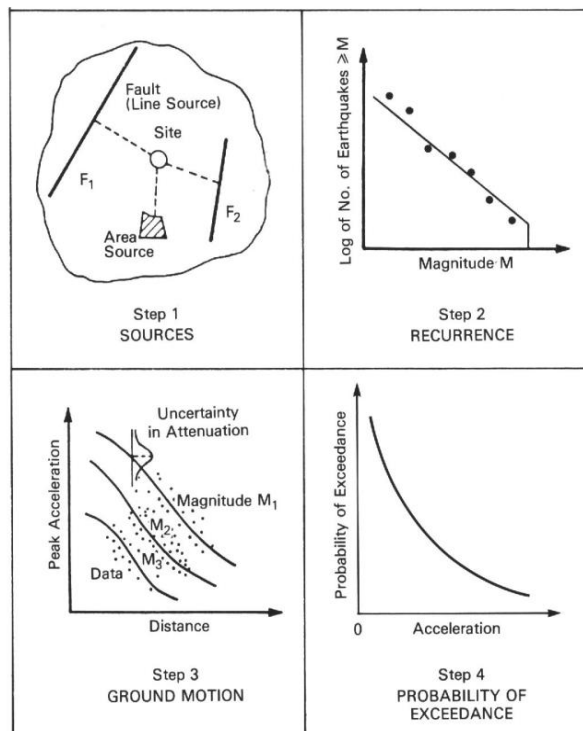 Fault
(Line Source)
Site
F1
F2
Area
Source
Step 1
SOURCES
Log of No. of Earthquakes ⩾ M
Magnitude M
Step 2
RECURRENCE
Uncertainty
in Attenuation
Peak Acceleration
Magnitude M1
M2
M3
Data
Distance
Step 3
GROUND MOTION
Probability of Exceedance
0
Acceleration
Step 4
PROBABILITY OF
EXCEEDANCE